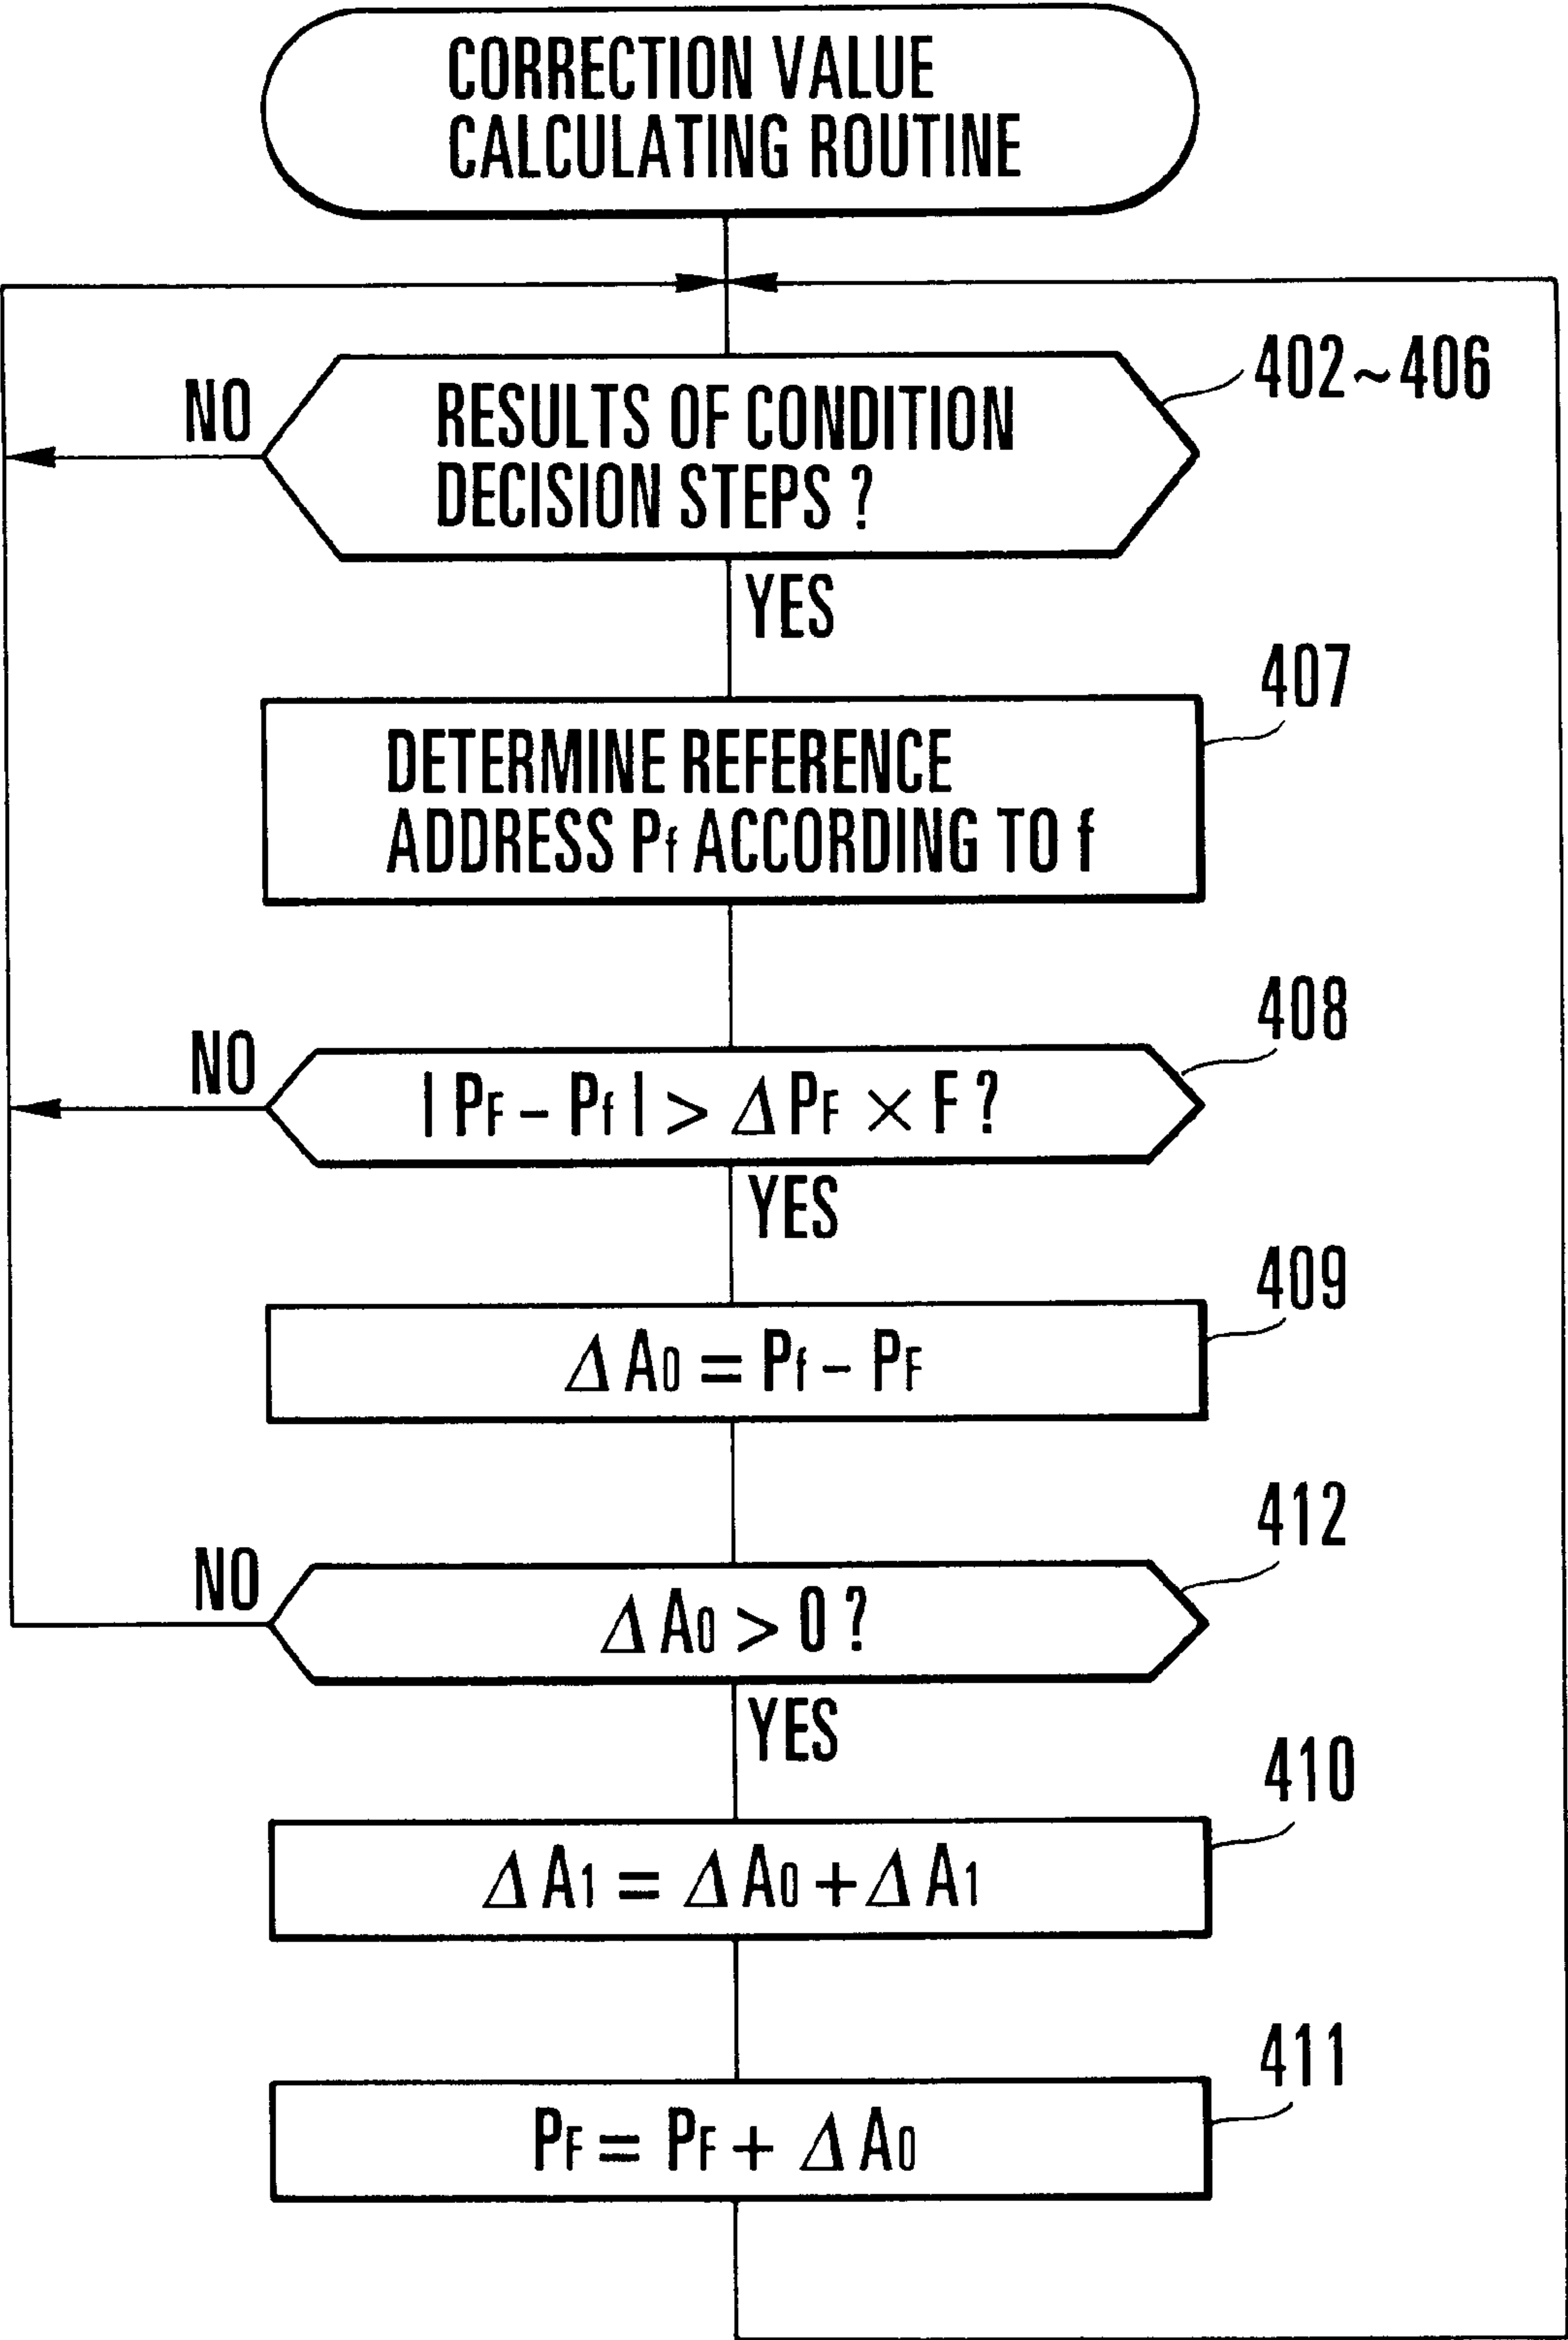 CORRECTION VALUE
CALCULATING ROUTINE
402~406
NO
RESULTS OF CONDITION
DECISION STEPS ?
YES
407
DETERMINE REFERENCE
ADDRESS Pf ACCORDING TO f
408
NO
| PF – Pf | > ΔPF × F ?
YES
409
ΔA0 = Pf – PF
412
NO
ΔA0 > 0 ?
YES
410
ΔA1 = ΔA0 + ΔA1
411
PF = PF + ΔA0